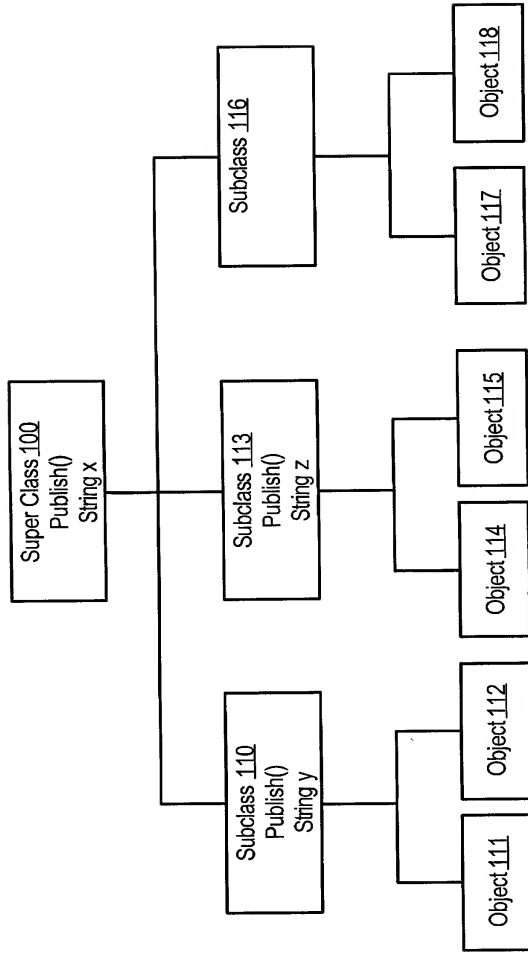 Super Class 100
Publish()
String x
Subclass 110
Publish()
String y
Subclass 113
Publish()
String z
Subclass 116
Object 111
Object 112
Object 114
Object 115
Object 117
Object 118